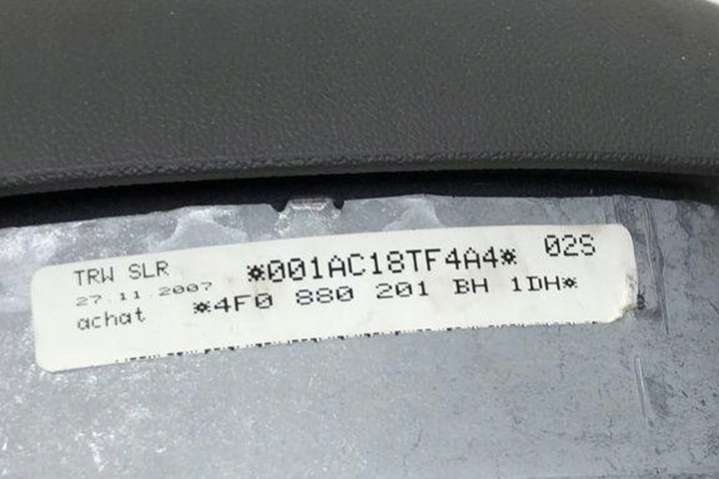 TRW SLR *001AC18TF4A4* 02S
27.11.2007 *4F0 880 201 BH 1DH*
achat